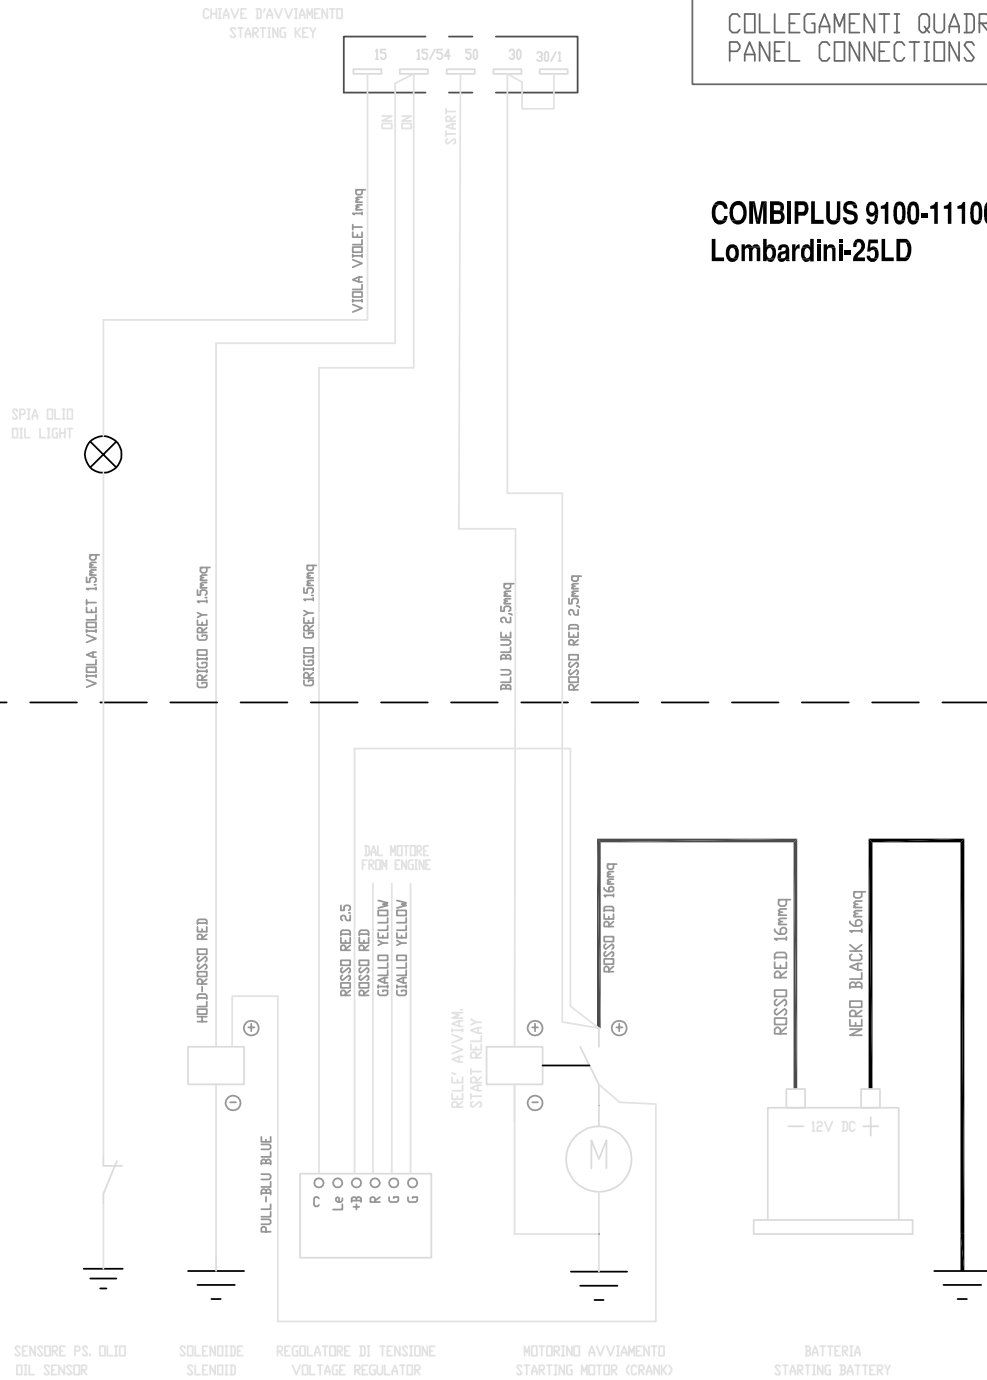 CHIAVE D'AVVIAMENTO
STARTING KEY
COLLEGAMENTI QUADR
PANEL CONNECTIONS
15
15/54
50
30
30/1
ON
ON
START
VIOLA VIOLET 1mmq
COMBIPLUS 9100-1110
Lombardini-25LD
SPIA OLIO
OIL LIGHT
VIOLA VIOLET 1.5mmq
GRIGIO GREY 1.5mmq
GRIGIO GREY 1.5mmq
BLU BLUE 2,5mmq
ROSSO RED 2,5mmq
DAL MOTORE
FROM ENGINE
HOLD-ROSSO RED
ROSSO RED 2.5
ROSSO RED
GIALLO YELLOW
GIALLO YELLOW
ROSSO RED 16mmq
ROSSO RED 16mmq
NERO BLACK 16mmq
RELE' AVVIAM.
START RELAY
+
-
+
-
+
PULL-BLU BLUE
C
Le
+B
R
G
G
M
- 12V DC +
SENSORE PS. OLIO
OIL SENSOR
SOLENOIDE
SLENOID
REGOLATORE DI TENSIONE
VOLTAGE REGULATOR
MOTORINO AVVIAMENTO
STARTING MOTOR (CRANK)
BATTERIA
STARTING BATTERY